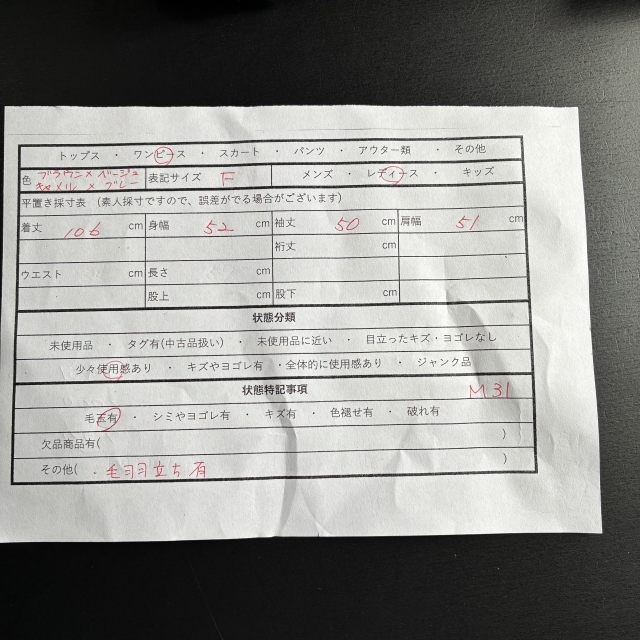 トップス ・ ワンピース ・ スカート ・ パンツ ・ アウター類 ・ その他
色 ブラウン×ベージュ キャメル×グレー 表記サイズ F メンズ ・ レディース ・ キッズ
平置き採寸表 (素人採寸ですので、誤差がでる場合がございます)
着丈 106 cm 身幅 52 cm 袖丈 50 cm 肩幅 51 cm
裄丈 cm
ウエスト cm 長さ cm
股上 cm 股下 cm
状態分類
未使用品 ・ タグ有(中古品扱い) ・ 未使用品に近い ・ 目立ったキズ・ヨゴレなし
少々使用感あり ・ キズやヨゴレ有 ・全体的に使用感あり ・ ジャンク品
状態特記事項 M31
毛玉有 ・ シミやヨゴレ有 ・ キズ有 ・ 色褪せ有 ・ 破れ有
欠品商品有( )
その他( ・毛羽立ち有 )